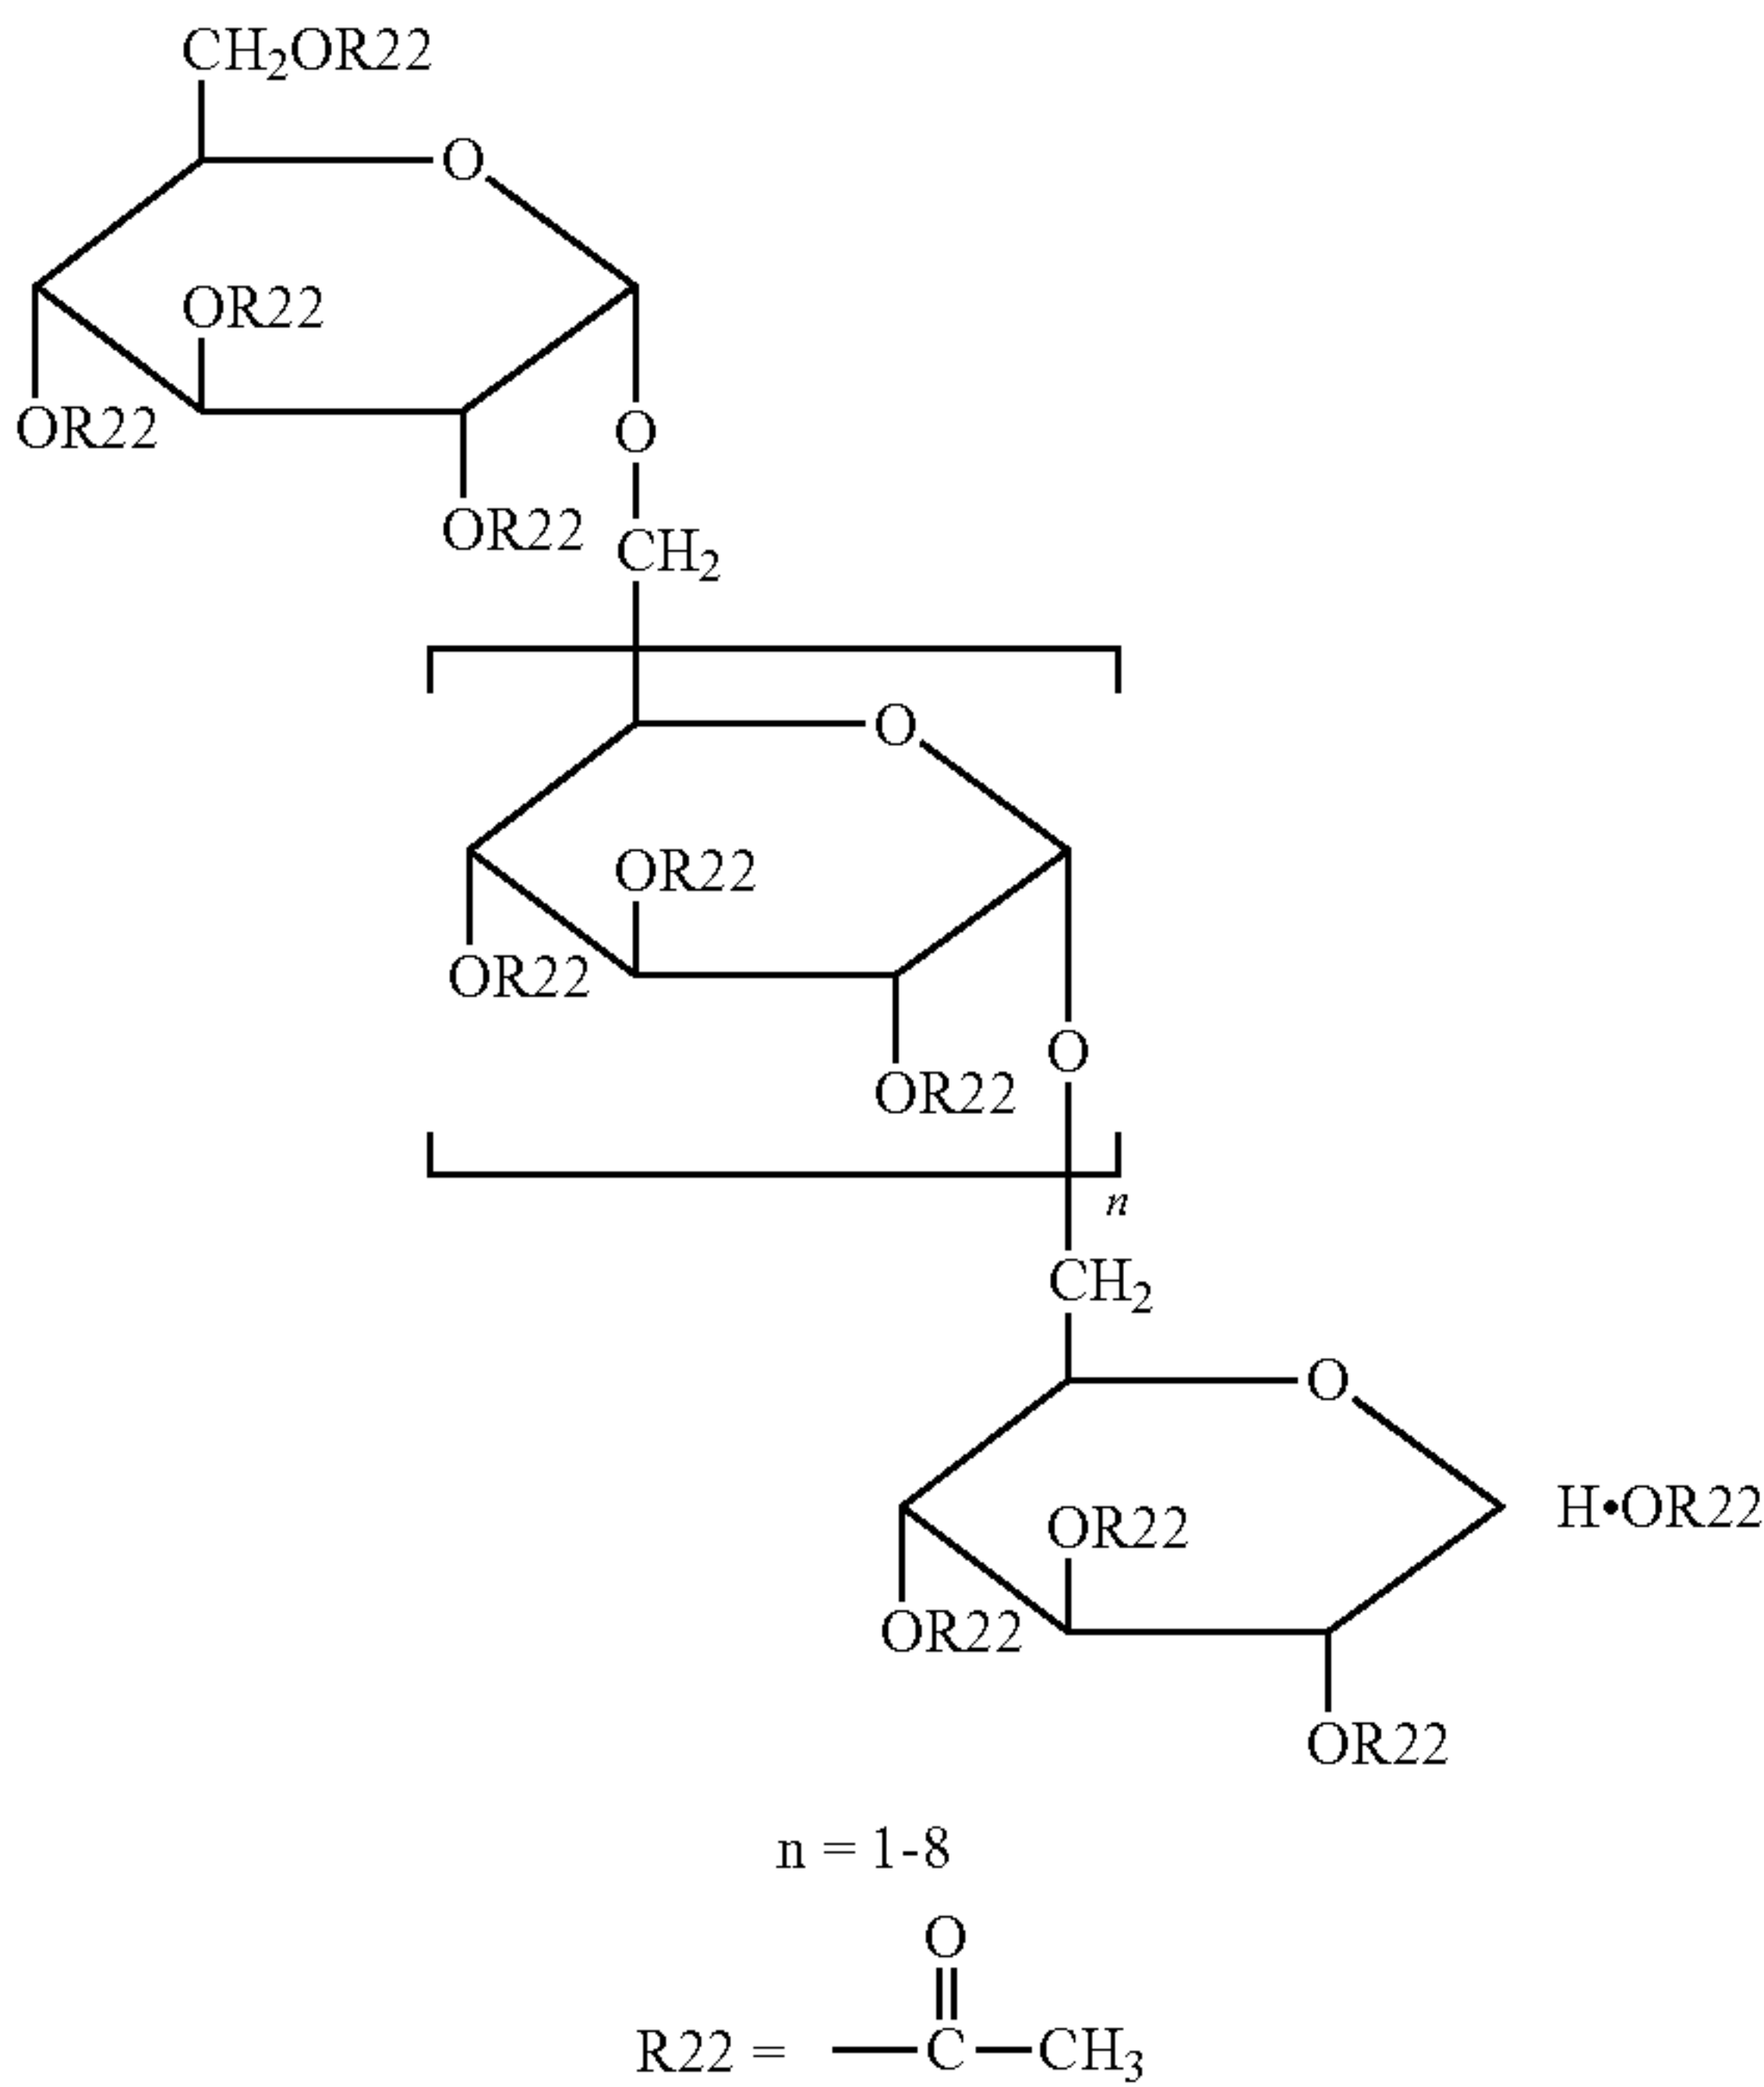 CH₂OR22
O
OR22
OR22
O
OR22
CH₂
O
OR22
OR22
O
OR22
n
CH₂
O
H•OR22
OR22
OR22
OR22
n = 1-8
O
R22 = C CH₃